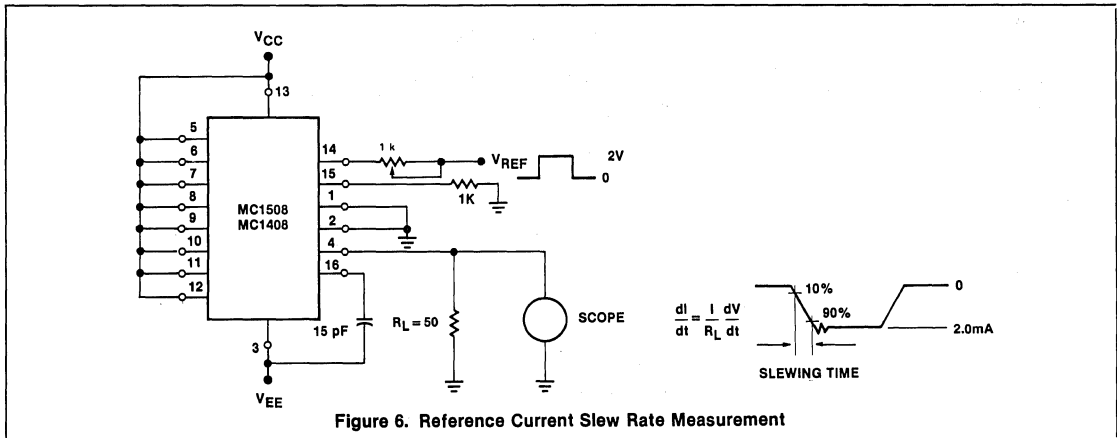 VCC
13
5
6
7
8
9
10
11
12
MC1508
MC1408
14
15
1
2
4
16
1 k
VREF
2V
0
1K
15 pF
RL=50
SCOPE
3
VEE
dI/dt = I/RL dV/dt
10%
90%
0
2.0mA
SLEWING TIME
Figure 6. Reference Current Slew Rate Measurement